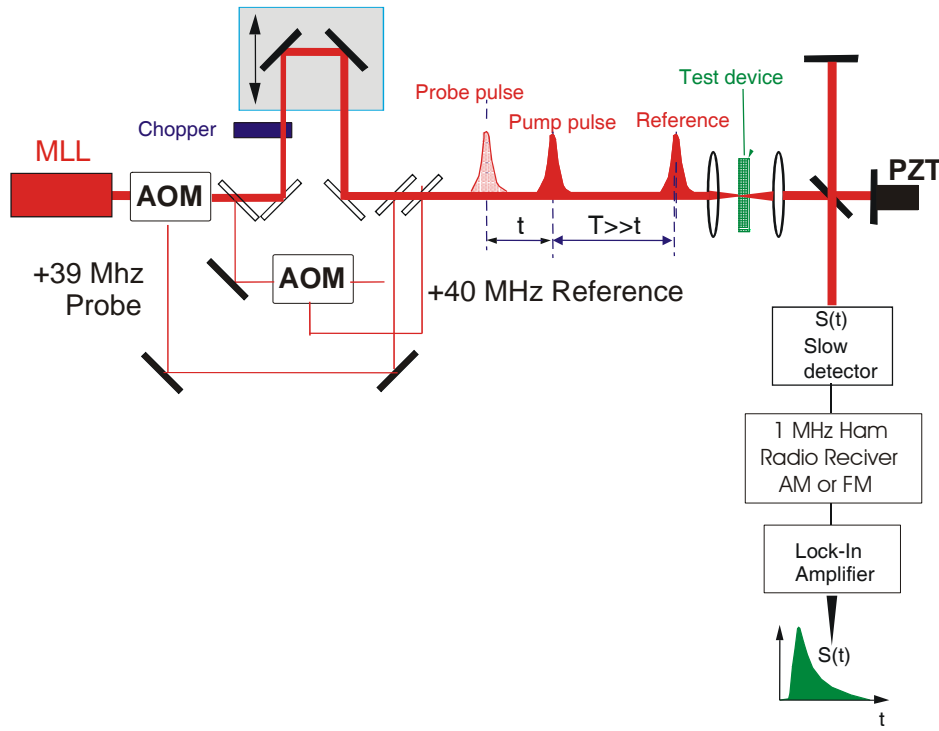 Test device
Probe pulse
Pump pulse
Reference
Chopper
MLL
AOM
PZT
t
T>>t
+39 Mhz
Probe
AOM
+40 MHz Reference
S(t)
Slow
detector
1 MHz Ham
Radio Reciver
AM or FM
Lock-In
Amplifier
S(t)
t